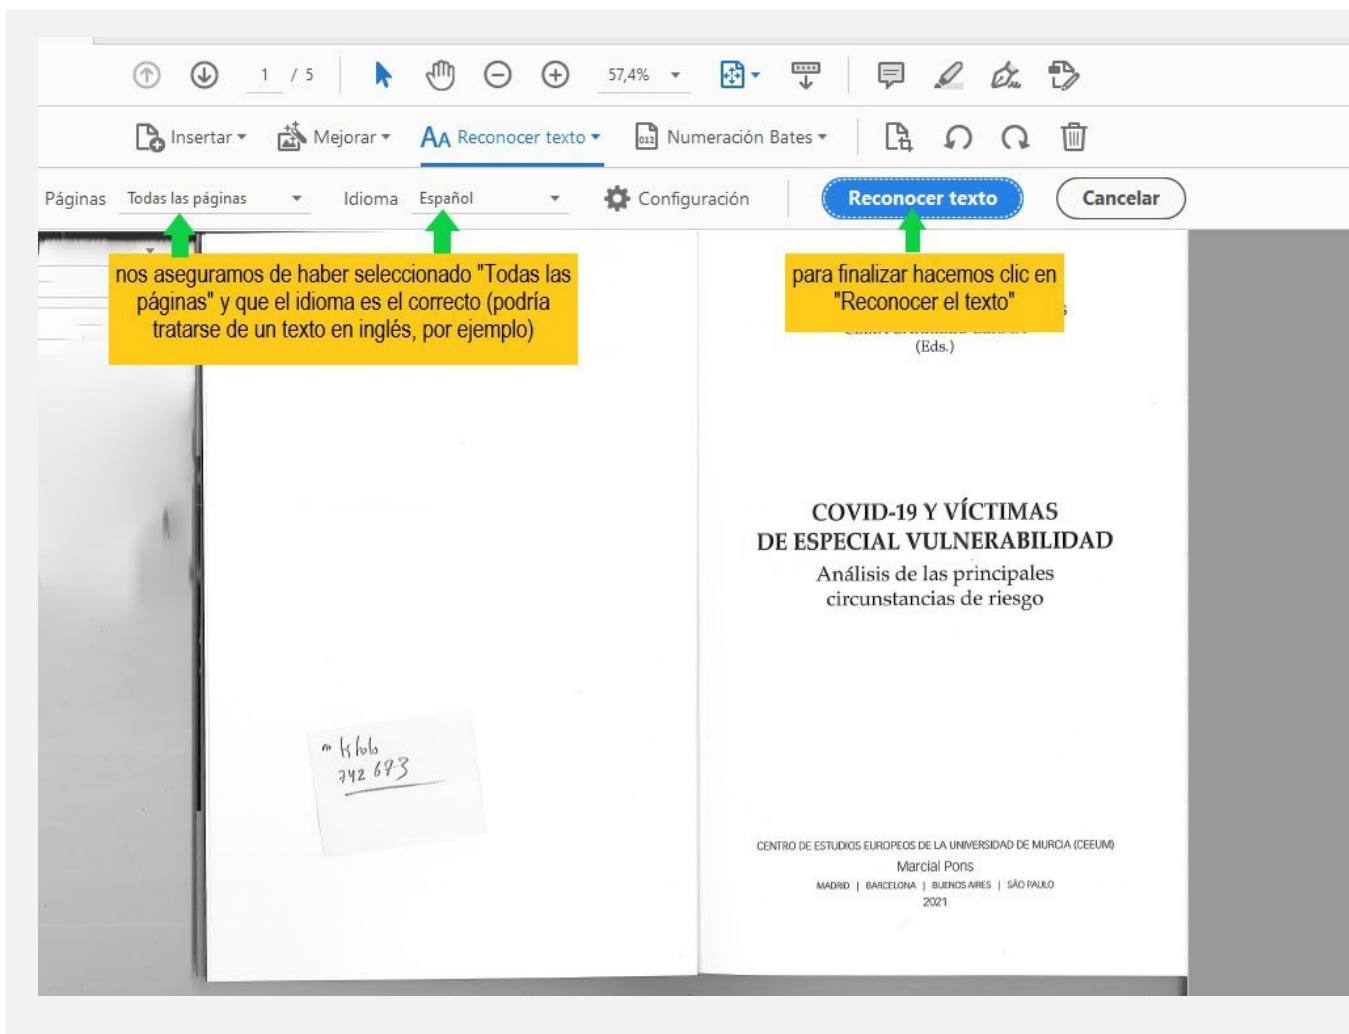 1 / 5 57,4%
Insertar Mejorar Reconocer texto Numeración Bates
Páginas Todas las páginas Idioma Español Configuración Reconocer texto Cancelar
nos aseguramos de haber seleccionado "Todas las
páginas" y que el idioma es el correcto (podría
tratarse de un texto en inglés, por ejemplo)
para finalizar hacemos clic en
"Reconocer el texto"
(Eds.)
COVID-19 Y VÍCTIMAS
DE ESPECIAL VULNERABILIDAD
Análisis de las principales
circunstancias de riesgo
742 673
CENTRO DE ESTUDIOS EUROPEOS DE LA UNIVERSIDAD DE MURCIA (CEEUM)
Marcial Pons
MADRID | BARCELONA | BUENOS AIRES | SÃO PAULO
2021